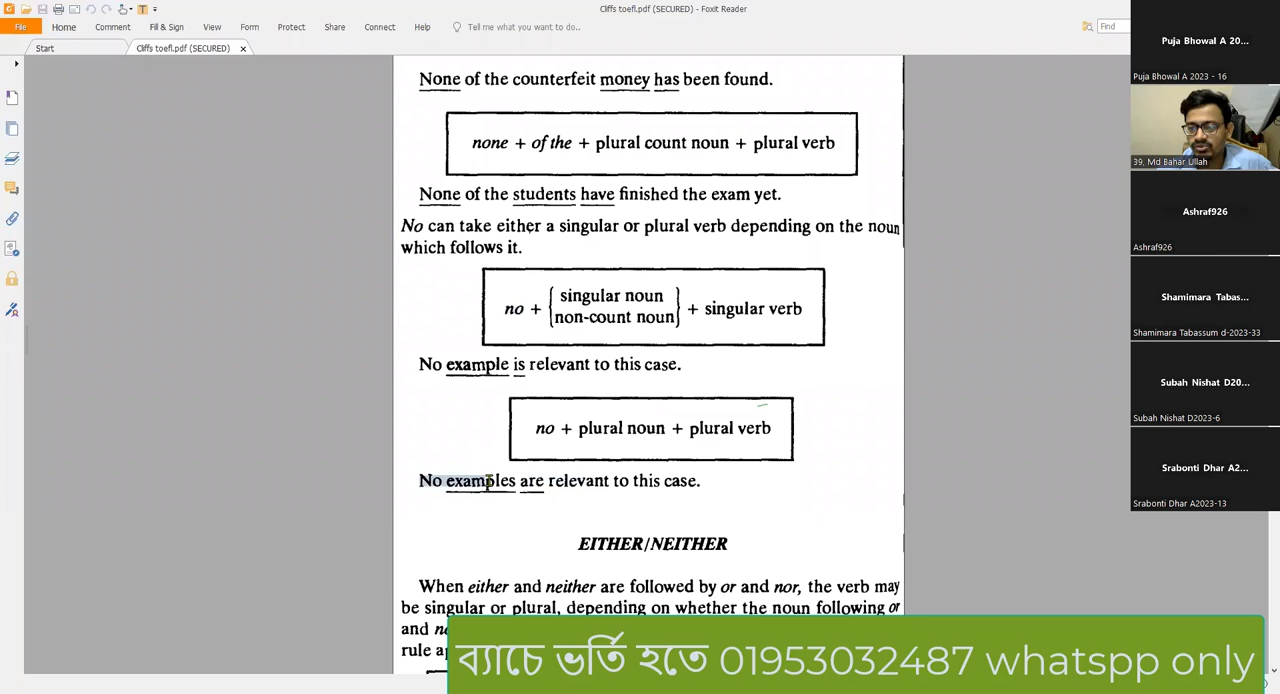 Cliffs toefl.pdf (SECURED) - Foxit Reader
File Home Comment Fill & Sign View Form Protect Share Connect Help Tell me what you want to do.. Find
Start Cliffs toefl.pdf (SECURED)
None of the counterfeit money has been found.
none + of the + plural count noun + plural verb
None of the students have finished the exam yet.
No can take either a singular or plural verb depending on the noun
which follows it.
no + { singular noun
non-count noun } + singular verb
No example is relevant to this case.
no + plural noun + plural verb
No examples are relevant to this case.
EITHER/NEITHER
When either and neither are followed by or and nor, the verb may
be singular or plural, depending on whether the noun following or
and
rule
ব্যাচে ভর্তি হতে 01953032487 whatspp only
Puja Bhowal A 20...
Puja Bhowal A 2023 - 16
39, Md Bahar Ullah
Ashraf926
Ashraf926
Shamimara Tabas...
Shamimara Tabassum d-2023-33
Subah Nishat D20...
Subah Nishat D2023-6
Srabonti Dhar A2...
Srabonti Dhar A2023-13